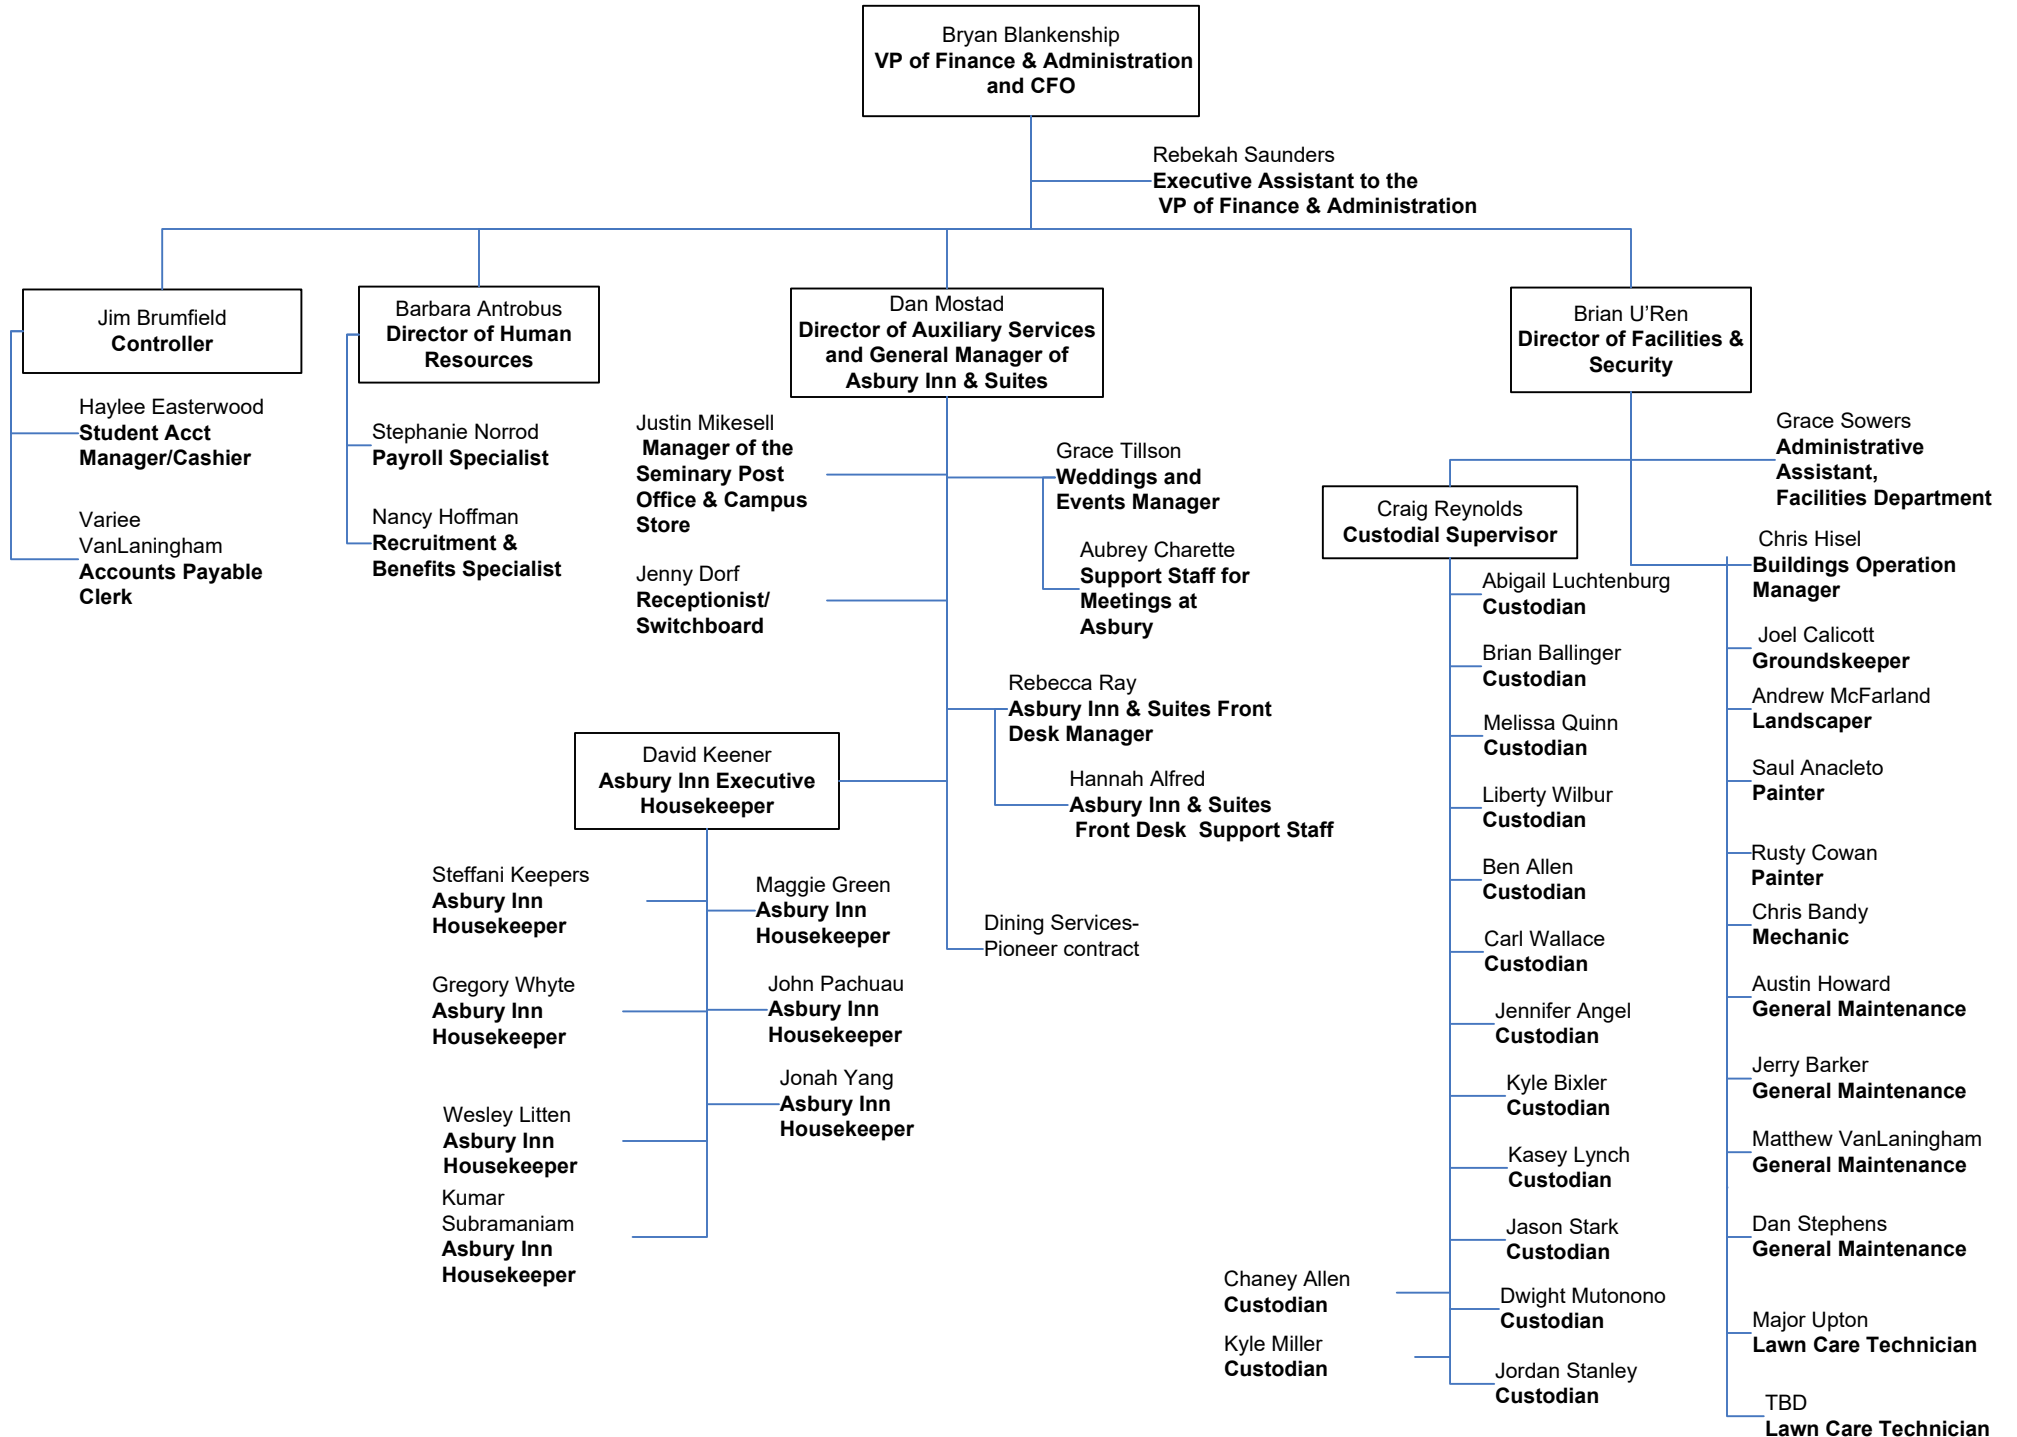 Bryan Blankenship
VP of Finance & Administration
and CFO
Rebekah Saunders
Executive Assistant to the
VP of Finance & Administration
Jim Brumfield
Controller
Haylee Easterwood
Student Acct
Manager/Cashier
Variee
VanLaningham
Accounts Payable
Clerk
Barbara Antrobus
Director of Human
Resources
Stephanie Norrod
Payroll Specialist
Nancy Hoffman
Recruitment &
Benefits Specialist
Dan Mostad
Director of Auxiliary Services
and General Manager of
Asbury Inn & Suites
Justin Mikesell
Manager of the
Seminary Post
Office & Campus
Store
Jenny Dorf
Receptionist/
Switchboard
Grace Tillson
Weddings and
Events Manager
Aubrey Charette
Support Staff for
Meetings at
Asbury
Rebecca Ray
Asbury Inn & Suites Front
Desk Manager
Hannah Alfred
Asbury Inn & Suites
Front Desk  Support Staff
David Keener
Asbury Inn Executive
Housekeeper
Steffani Keepers
Asbury Inn
Housekeeper
Gregory Whyte
Asbury Inn
Housekeeper
Wesley Litten
Asbury Inn
Housekeeper
Kumar
Subramaniam
Asbury Inn
Housekeeper
Maggie Green
Asbury Inn
Housekeeper
John Pachuau
Asbury Inn
Housekeeper
Jonah Yang
Asbury Inn
Housekeeper
Dining Services-
Pioneer contract
Brian U’Ren
Director of Facilities &
Security
Grace Sowers
Administrative
Assistant,
Facilities Department
Craig Reynolds
Custodial Supervisor
Abigail Luchtenburg
Custodian
Brian Ballinger
Custodian
Melissa Quinn
Custodian
Liberty Wilbur
Custodian
Ben Allen
Custodian
Carl Wallace
Custodian
Jennifer Angel
Custodian
Kyle Bixler
Custodian
Kasey Lynch
Custodian
Jason Stark
Custodian
Chaney Allen
Custodian
Dwight Mutonono
Custodian
Kyle Miller
Custodian
Jordan Stanley
Custodian
Chris Hisel
Buildings Operation
Manager
Joel Calicott
Groundskeeper
Andrew McFarland
Landscaper
Saul Anacleto
Painter
Rusty Cowan
Painter
Chris Bandy
Mechanic
Austin Howard
General Maintenance
Jerry Barker
General Maintenance
Matthew VanLaningham
General Maintenance
Dan Stephens
General Maintenance
Major Upton
Lawn Care Technician
TBD
Lawn Care Technician